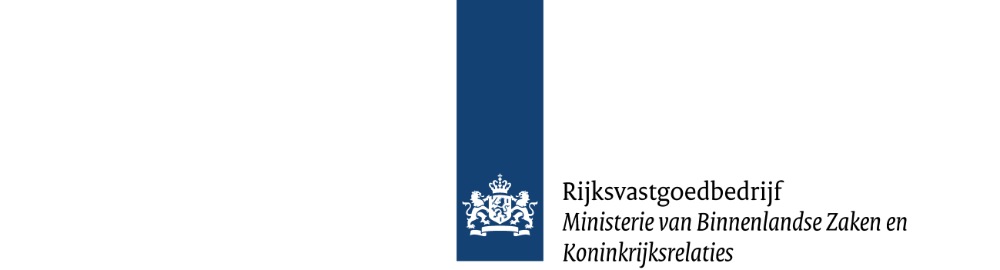 Rijksvastgoedbedrijf
Ministerie van Binnenlandse Zaken en
Koninkrijksrelaties